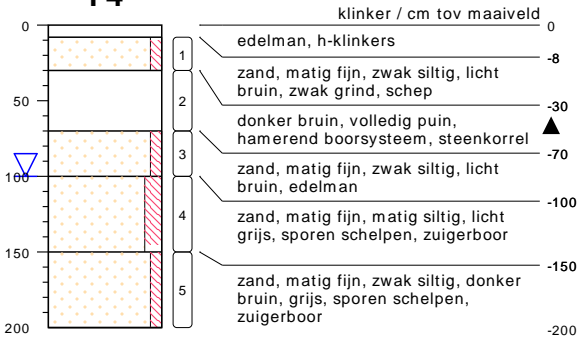 klinker / cm tov maaiveld
0
0
edelman, h-klinkers
-8
1
zand, matig fijn, zwak siltig, licht
bruin, zwak grind, schep
-30
50
2
donker bruin, volledig puin,
hamerend boorsysteem, steenkorrel
-70
3
zand, matig fijn, zwak siltig, licht
bruin, edelman
100
-100
4
zand, matig fijn, matig siltig, licht
grijs, sporen schelpen, zuigerboor
150
-150
5
zand, matig fijn, zwak siltig, donker
bruin, grijs, sporen schelpen,
zuigerboor
200
-200